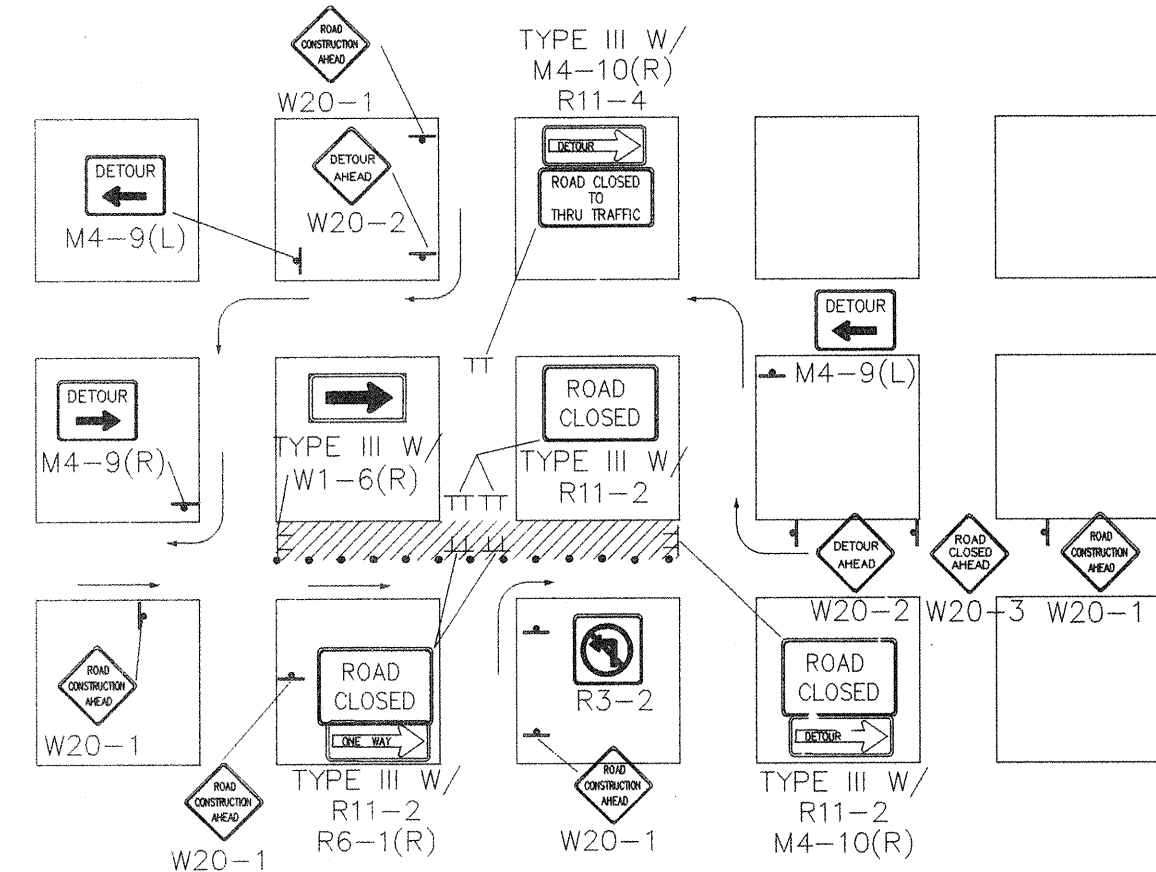 ROAD
CONSTRUCTION
AHEAD
W20-1
TYPE III W/
M4-10(R)
R11-4
DETOUR
M4-9(L)
DETOUR
AHEAD
W20-2
DETOUR
ROAD CLOSED
TO
THRU TRAFFIC
DETOUR
M4-9(L)
DETOUR
M4-9(R)
TYPE III W/
W1-6(R)
ROAD
CLOSED
TYPE III W/
R11-2
DETOUR
AHEAD
W20-2
ROAD
CLOSED
AHEAD
W20-3
ROAD
CONSTRUCTION
AHEAD
W20-1
ROAD
CONSTRUCTION
AHEAD
W20-1
ROAD
CLOSED
ONE WAY
TYPE III W/
R11-2
R6-1(R)
R3-2
ROAD
CLOSED
DETOUR
TYPE III W/
R11-2
M4-10(R)
ROAD
CONSTRUCTION
AHEAD
W20-1
ROAD
CONSTRUCTION
AHEAD
W20-1